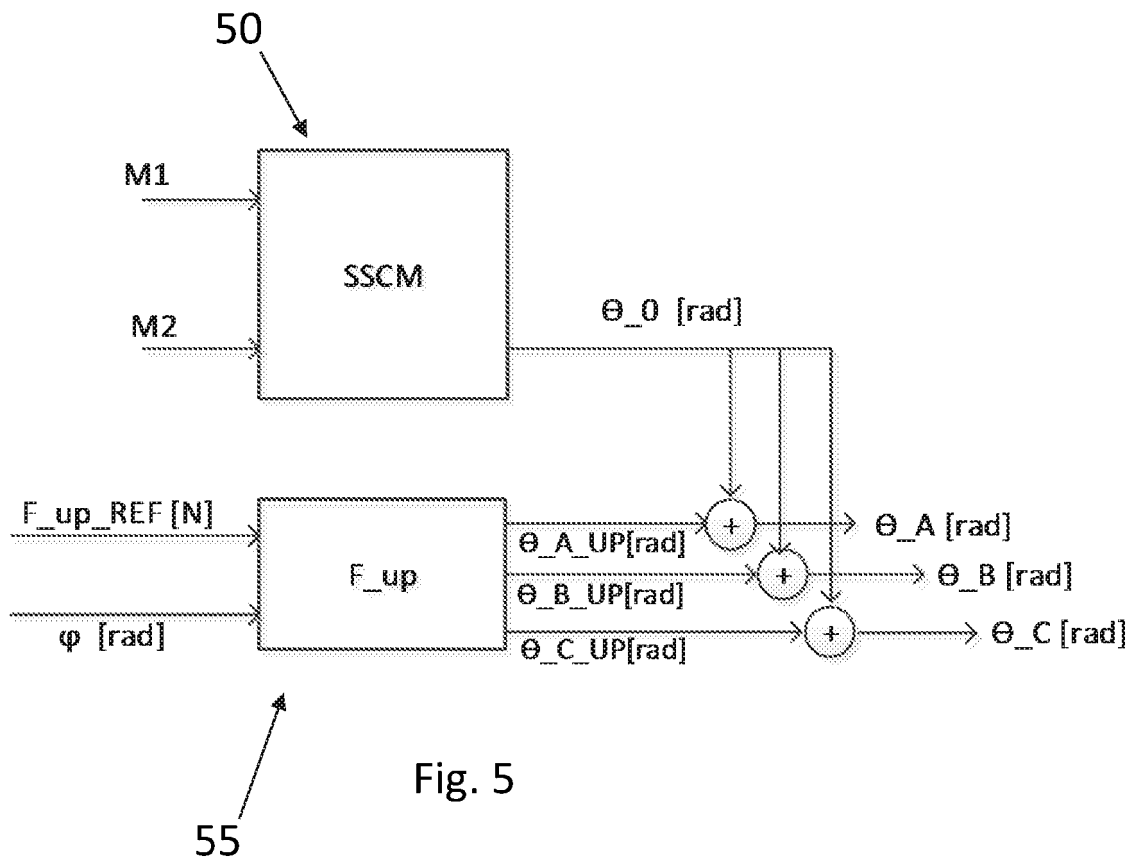 50
M1
SSCM
M2
Θ_0 [rad]
F_up_REF [N]
Θ_A_UP[rad]
+
Θ_A [rad]
F_up
Θ_B_UP[rad]
+
Θ_B [rad]
φ [rad]
Θ_C_UP[rad]
+
Θ_C [rad]
Fig. 5
55